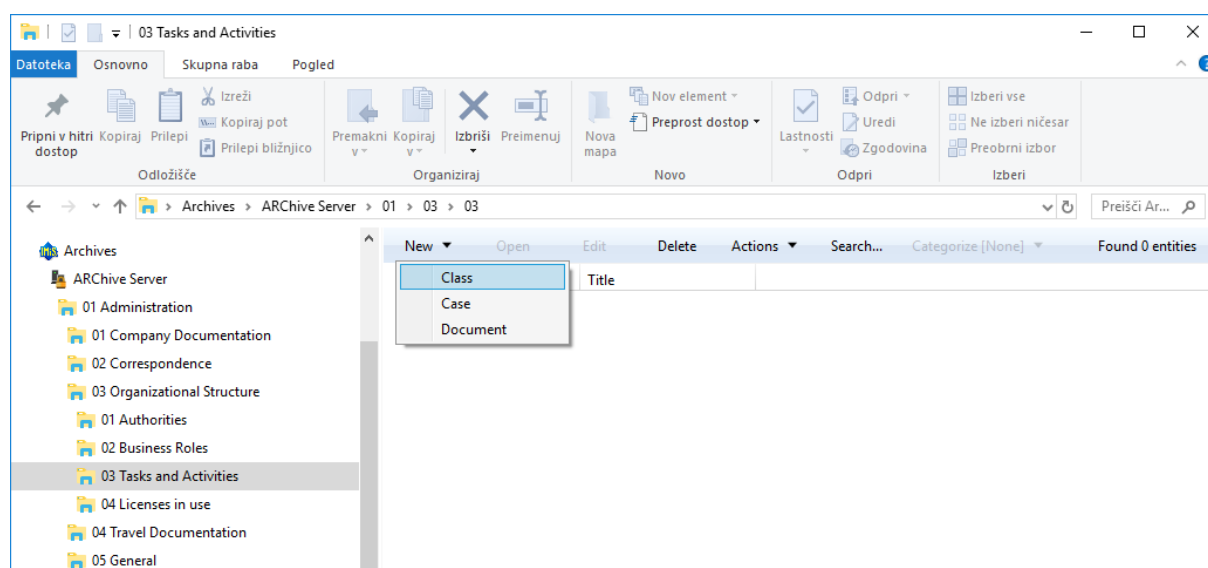 03 Tasks and Activities
Datoteka Osnovno Skupna raba Pogled
Pripni v hitri dostop
Kopiraj
Prilepi
Izreži
Kopiraj pot
Prilepi bližnjico
Odložišče
Premakni v
Kopiraj v
Izbriši
Preimenuj
Organiziraj
Nova mapa
Nov element
Preprost dostop
Novo
Lastnosti
Odpri
Uredi
Zgodovina
Odpri
Izberi vse
Ne izberi ničesar
Preobrni izbor
Izberi
Archives > ARChive Server > 01 > 03 > 03
Preišči Ar...
New Open Edit Delete Actions Search... Categorize [None] Found 0 entities
Title
Class
Case
Document
Archives
ARChive Server
01 Administration
01 Company Documentation
02 Correspondence
03 Organizational Structure
01 Authorities
02 Business Roles
03 Tasks and Activities
04 Licenses in use
04 Travel Documentation
05 General